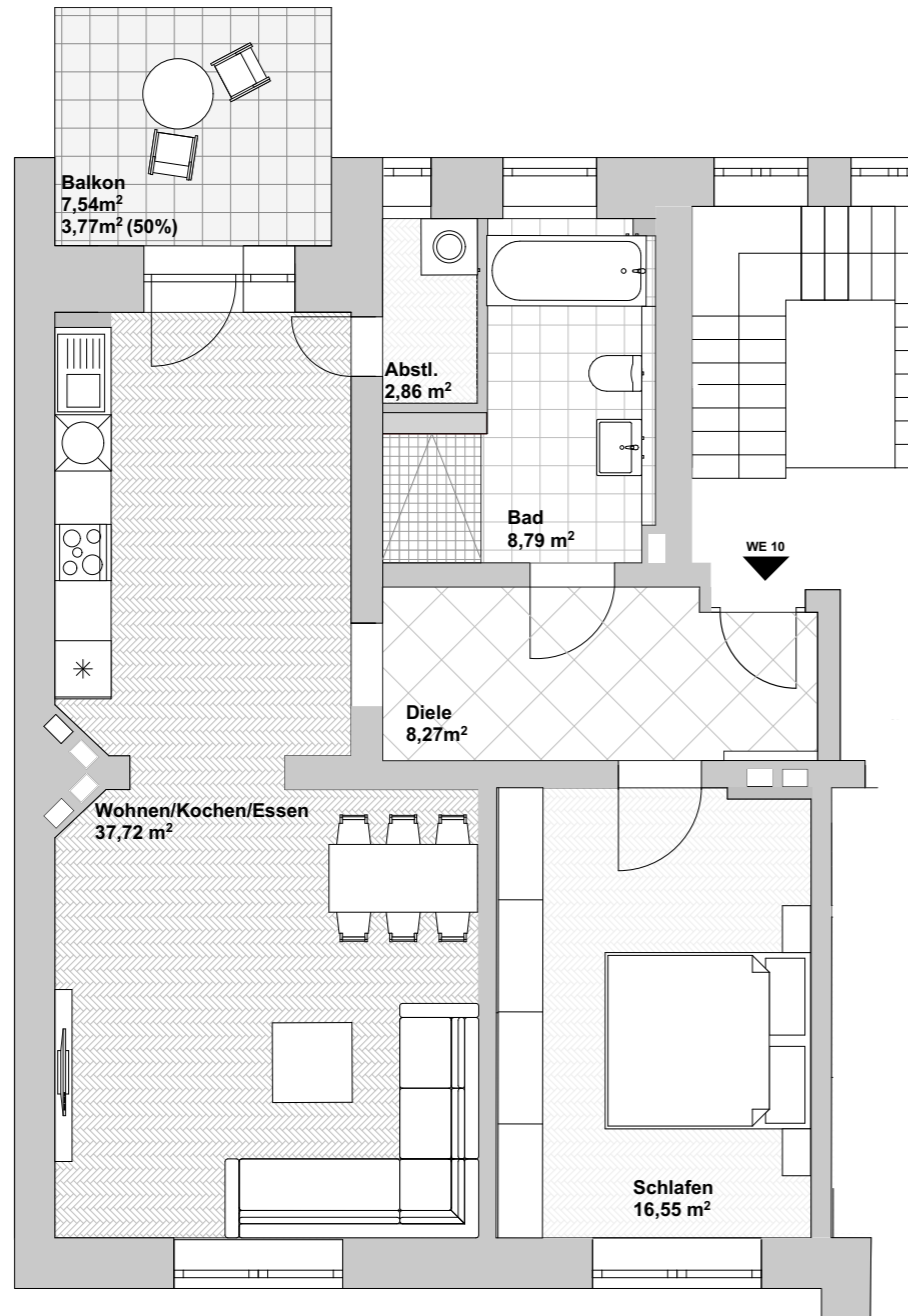 Balkon
7,54m²
3,77m² (50%)
Abstl.
2,86 m²
Bad
8,79 m²
WE 10
Diele
8,27m²
Wohnen/Kochen/Essen
37,72 m²
Schlafen
16,55 m²